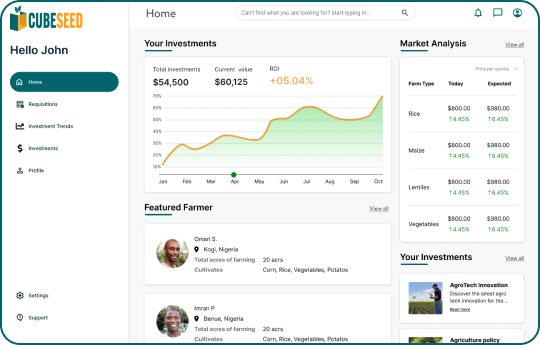 CUBESEED
Hello John
Home
Requisitions
Investment Trends
Investments
Profile
Settings
Support
Home
Can't find what you are looking for? start typing in...
Your Investments
Total investments
$54,500
Current value
$60,125
ROI
+05.04%
70%
60%
50%
40%
30%
20%
10%
Jan Feb Mar Apr May Jun Jul Aug Sep Oct
Featured Farmer
View all
Omari S.
Kogi, Nigeria
Total acres of farming 20 acrs
Cultivates Corn, Rice, Vegetables, Potatos
Imran P
Benue, Nigeria
Total acres of farming 20 acrs
Cultivates Corn, Rice, Vegetables, Potatos
Market Analysis
View all
Price per quintal
Farm Type Today Expected
Rice $800.00 $980.00
↑4.45% ↑6.45%
Maize $800.00 $980.00
↑4.45% ↑6.45%
Lentiles $800.00 $980.00
↑4.45% ↑6.45%
Vegetables $800.00 $980.00
↑4.45% ↑6.45%
Your Investments
View all
AgroTech Innovation
Discover the latest agro
tech innovation for the...
Read more
Agriculture policy